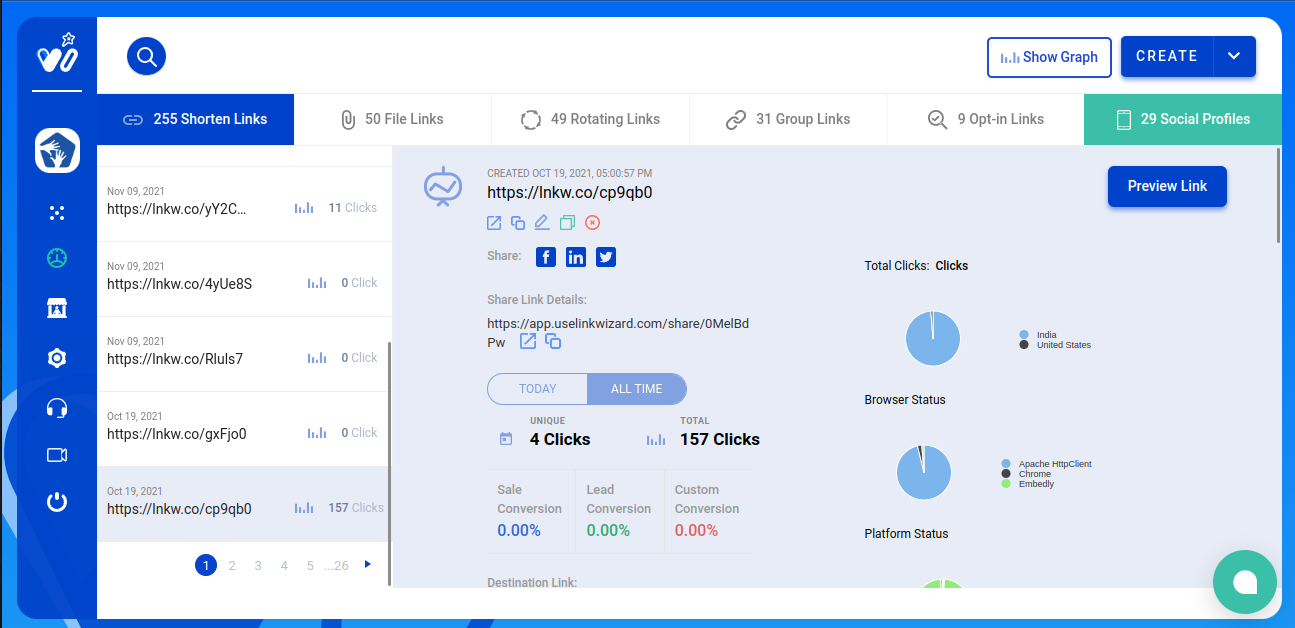 Show Graph
CREATE
255 Shorten Links
50 File Links
49 Rotating Links
31 Group Links
9 Opt-in Links
29 Social Profiles
Nov 09, 2021
https://lnkw.co/yY2C...
11 Clicks
Nov 09, 2021
https://lnkw.co/4yUe8S
0 Click
Nov 09, 2021
https://lnkw.co/RluIs7
0 Click
Oct 19, 2021
https://lnkw.co/gxFjo0
0 Click
Oct 19, 2021
https://lnkw.co/cp9qb0
157 Clicks
1 2 3 4 5 ...26
CREATED OCT 19, 2021, 05:00:57 PM
https://lnkw.co/cp9qb0
Preview Link
Share:
Share Link Details:
https://app.uselinkwizard.com/share/0MelBd
Pw
TODAY
ALL TIME
UNIQUE
4 Clicks
TOTAL
157 Clicks
Sale
Conversion
0.00%
Lead
Conversion
0.00%
Custom
Conversion
0.00%
Destination Link:
Total Clicks: Clicks
India
United States
Browser Status
Apache HttpClient
Chrome
Embedly
Platform Status